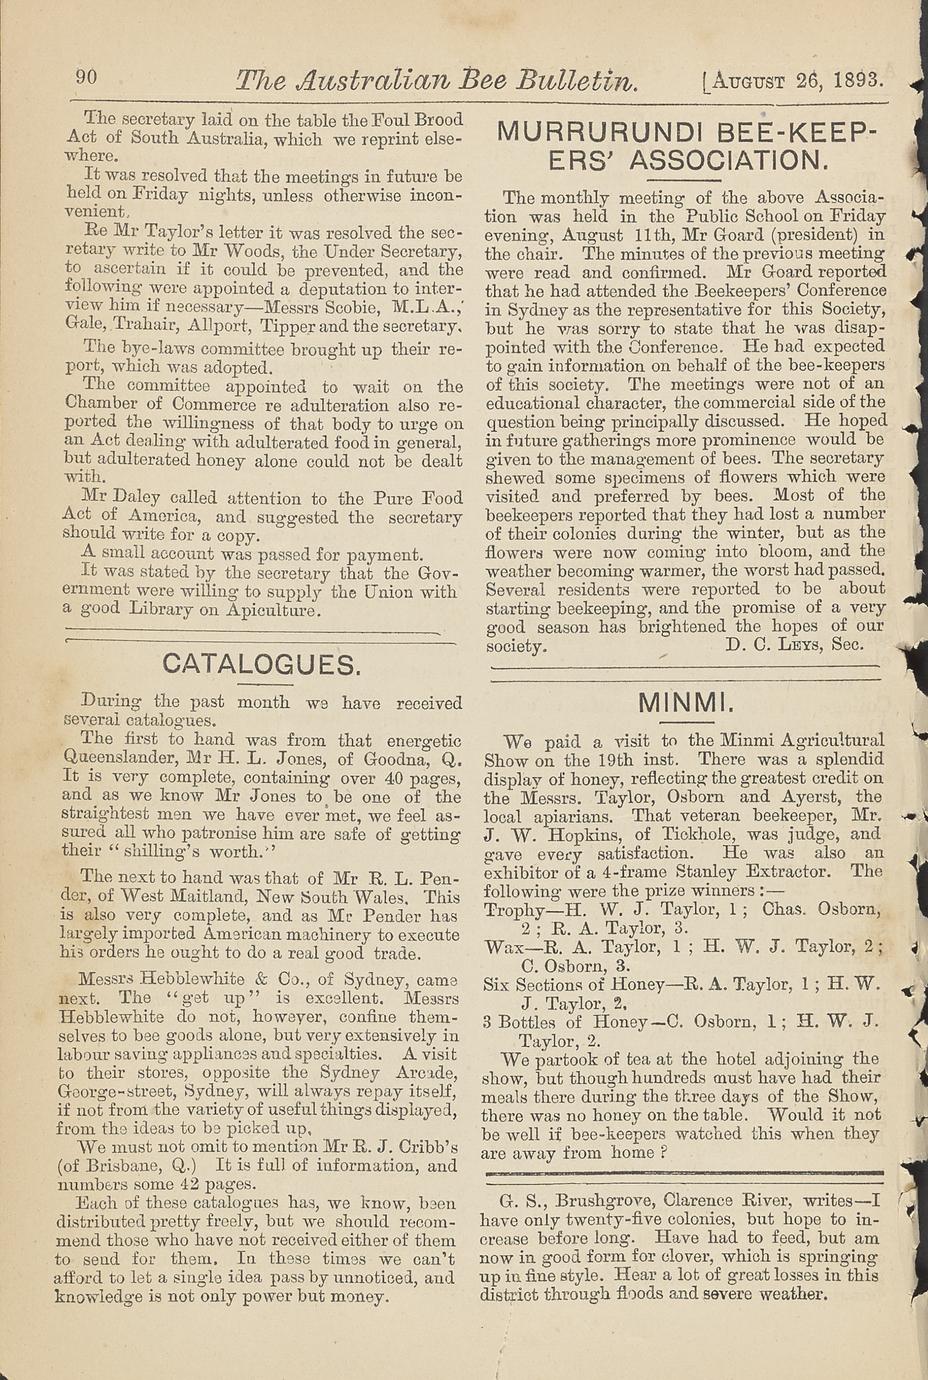 90
The Australian Bee Bulletin.
[AUGUST 26, 1893.
The secretary laid on the table the Foul Brood
Act of South Australia, which we reprint else-
where.
It was resolved that the meetings in future be
held on Friday nights, unless otherwise incon-
venient.
Re Mr Taylor's letter it was resolved the sec-
retary write to Mr Woods, the Under Secretary,
to ascertain if it could be prevented, and the
following were appointed a deputation to inter-
view him if necessary—Messrs Scobie, M.L.A.,
Gale, Trahair, Allport, Tipper and the secretary.
The bye-laws committee brought up their re-
port, which was adopted.
The committee appointed to wait on the
Chamber of Commerce re adulteration also re-
ported the willingness of that body to urge on
an Act dealing with adulterated food in general,
but adulterated honey alone could not be dealt
with.
Mr Daley called attention to the Pure Food
Act of America, and suggested the secretary
should write for a copy.
A small account was passed for payment.
It was stated by the secretary that the Gov-
ernment were willing to supply the Union with
a good Library on Apiculture.
CATALOGUES.
During the past month we have received
several catalogues.
The first to hand was from that energetic
Queenslander, Mr H. L. Jones, of Goodna, Q.
It is very complete, containing over 40 pages,
and as we know Mr Jones to be one of the
straightest men we have ever met, we feel as-
sured all who patronise him are safe of getting
their "shilling's worth."
The next to hand was that of Mr R. L. Pen-
der, of West Maitland, New South Wales. This
is also very complete, and as Mr Pender has
largely imported American machinery to execute
his orders he ought to do a real good trade.
Messrs Hebblewhite & Co., of Sydney, came
next. The "get up" is excellent. Messrs
Hebblewhite do not, however, confine them-
selves to bee goods alone, but very extensively in
labour saving appliances and specialties. A visit
to their stores, opposite the Sydney Arcade,
George-street, Sydney, will always repay itself,
if not from the variety of useful things displayed,
from the ideas to be picked up.
We must not omit to mention Mr R. J. Cribb's
(of Brisbane, Q.) It is full of information, and
numbers some 42 pages.
Each of these catalogues has, we know, been
distributed pretty freely, but we should recom-
mend those who have not received either of them
to send for them. In these times we can't
afford to let a single idea pass by unnoticed, and
knowledge is not only power but money.
MURRURUNDI BEE-KEEP-
ERS' ASSOCIATION.
The monthly meeting of the above Associa-
tion was held in the Public School on Friday
evening, August 11th, Mr Goard (president) in
the chair. The minutes of the previous meeting
were read and confirmed. Mr Goard reported
that he had attended the Beekeepers' Conference
in Sydney as the representative for this Society,
but he was sorry to state that he was disap-
pointed with the Conference. He had expected
to gain information on behalf of the bee-keepers
of this society. The meetings were not of an
educational character, the commercial side of the
question being principally discussed. He hoped
in future gatherings more prominence would be
given to the management of bees. The secretary
shewed some specimens of flowers which were
visited and preferred by bees. Most of the
beekeepers reported that they had lost a number
of their colonies during the winter, but as the
flowers were now coming into bloom, and the
weather becoming warmer, the worst had passed.
Several residents were reported to be about
starting beekeeping, and the promise of a very
good season has brightened the hopes of our
society. D. C. LEYS, Sec.
MINMI.
We paid a visit to the Minmi Agricultural
Show on the 19th inst. There was a splendid
display of honey, reflecting the greatest credit on
the Messrs. Taylor, Osborn and Ayerst, the
local apiarians. That veteran beekeeper, Mr.
J. W. Hopkins, of Tickhole, was judge, and
gave every satisfaction. He was also an
exhibitor of a 4-frame Stanley Extractor. The
following were the prize winners :—
Trophy—H. W. J. Taylor, 1 ; Chas. Osborn,
2 ; R. A. Taylor, 3.
Wax—R. A. Taylor, 1 ; H. W. J. Taylor, 2 ;
C. Osborn, 3.
Six Sections of Honey—R. A. Taylor, 1 ; H. W.
J. Taylor, 2.
3 Bottles of Honey—C. Osborn, 1 ; H. W. J.
Taylor, 2.
We partook of tea at the hotel adjoining the
show, but though hundreds must have had their
meals there during the three days of the Show,
there was no honey on the table. Would it not
be well if bee-keepers watched this when they
are away from home ?
G. S., Brushgrove, Clarence River, writes—I
have only twenty-five colonies, but hope to in-
crease before long. Have had to feed, but am
now in good form for clover, which is springing
up in fine style. Hear a lot of great losses in this
district through floods and severe weather.